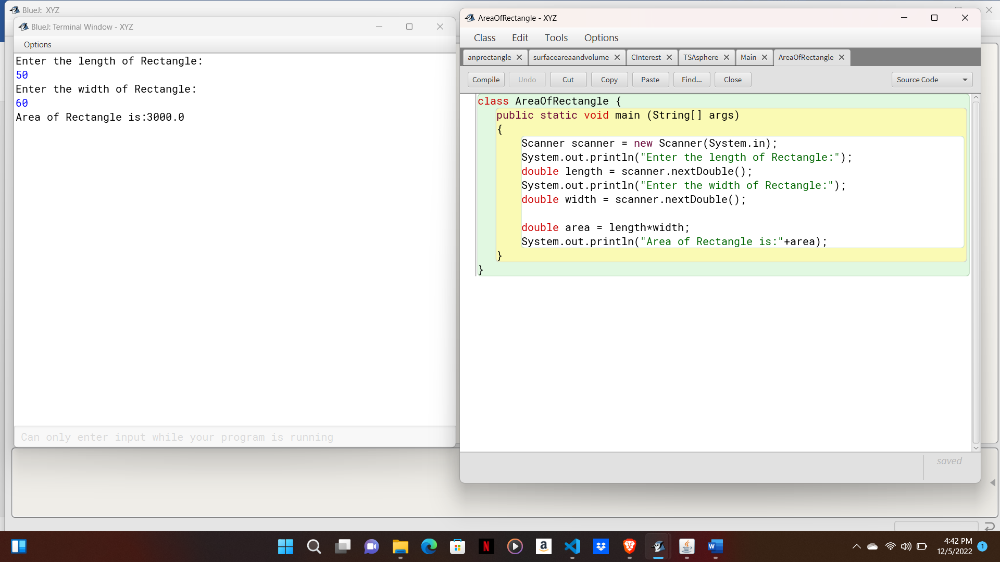 BlueJ: XYZ
BlueJ: Terminal Window - XYZ
Options
Enter the length of Rectangle:
50
Enter the width of Rectangle:
60
Area of Rectangle is:3000.0
Can only enter input while your program is running
AreaOfRectangle - XYZ
Class Edit Tools Options
anprectangle surfaceareaandvolume CInterest TSAsphere Main AreaOfRectangle
Compile Undo Cut Copy Paste Find... Close Source Code
class AreaOfRectangle {
public static void main (String[] args)
{
Scanner scanner = new Scanner(System.in);
System.out.println("Enter the length of Rectangle:");
double length = scanner.nextDouble();
System.out.println("Enter the width of Rectangle:");
double width = scanner.nextDouble();
double area = length*width;
System.out.println("Area of Rectangle is:"+area);
}
}
saved
N a W
4:42 PM
12/5/2022 1